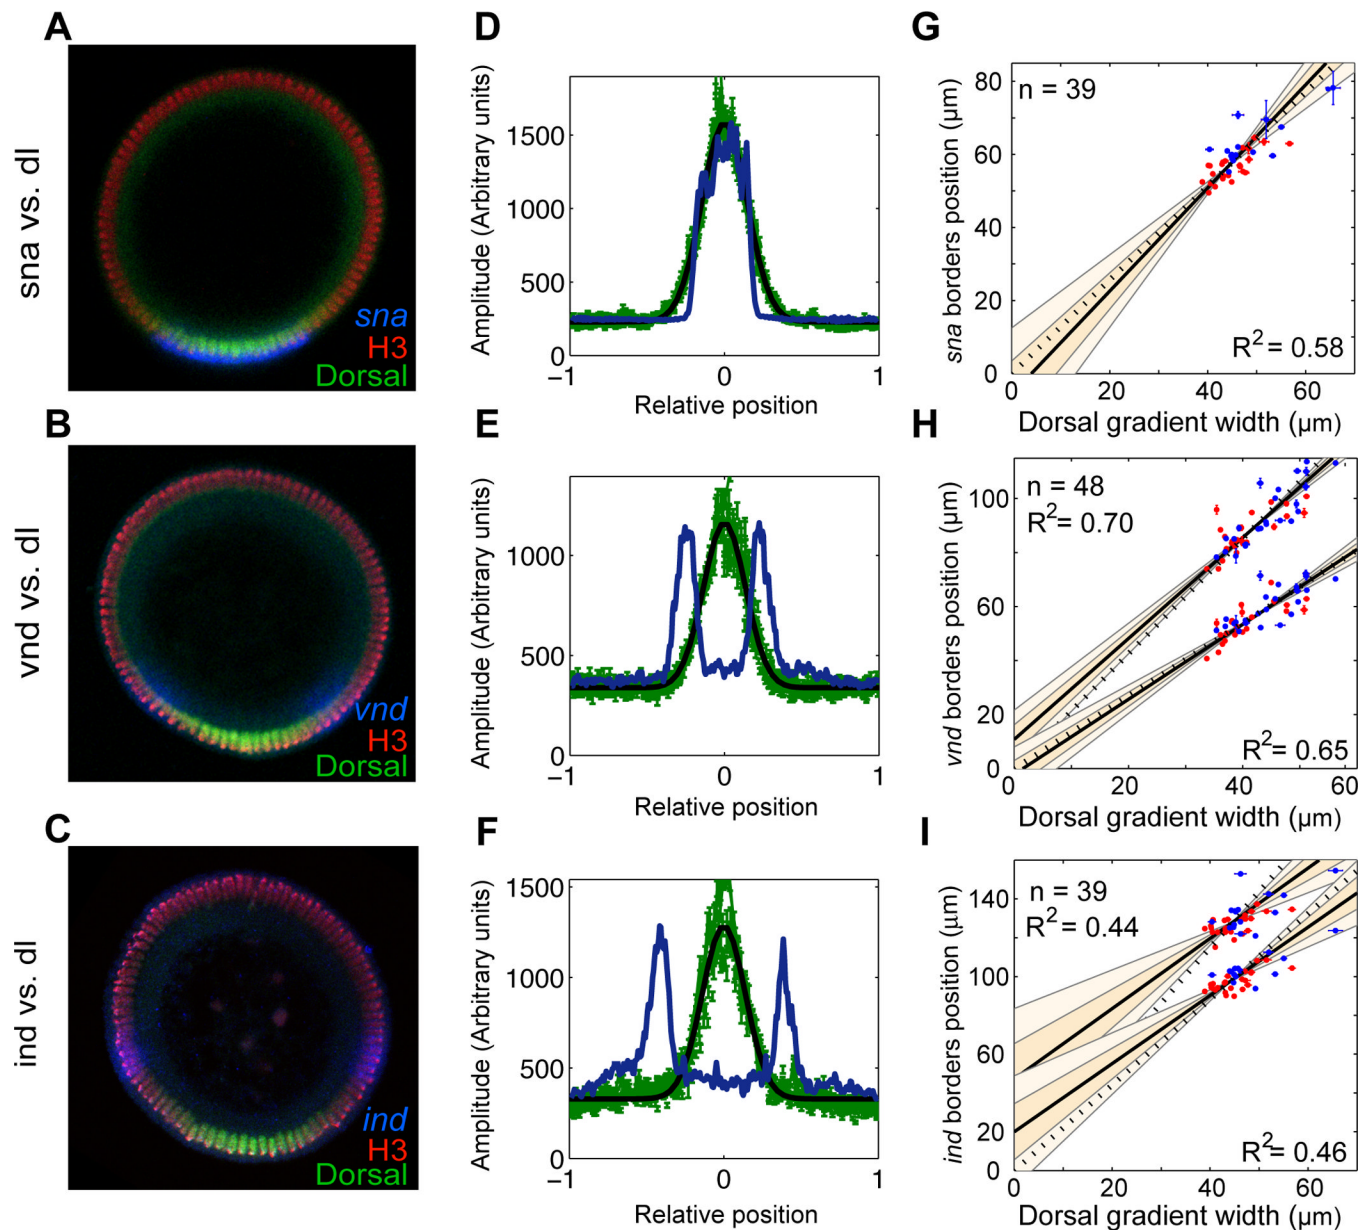 A
sna vs. dl
sna
H3
Dorsal
D
Amplitude (Arbitrary units)
1500
1000
500
0
−1
0
1
Relative position
G
n = 39
sna borders position (µm)
80
60
40
20
0
R² = 0.58
0
20
40
60
Dorsal gradient width (µm)
B
vnd vs. dl
vnd
H3
Dorsal
E
Amplitude (Arbitrary units)
1000
500
0
−1
0
1
Relative position
H
n = 48
R² = 0.70
vnd borders position (µm)
100
60
20
0
R² = 0.65
0
20
40
60
Dorsal gradient width (µm)
C
ind vs. dl
ind
H3
Dorsal
F
Amplitude (Arbitrary units)
1500
1000
500
0
−1
0
1
Relative position
I
n = 39
R² = 0.44
ind borders position (µm)
140
100
60
20
0
R² = 0.46
0
20
40
60
Dorsal gradient width (µm)